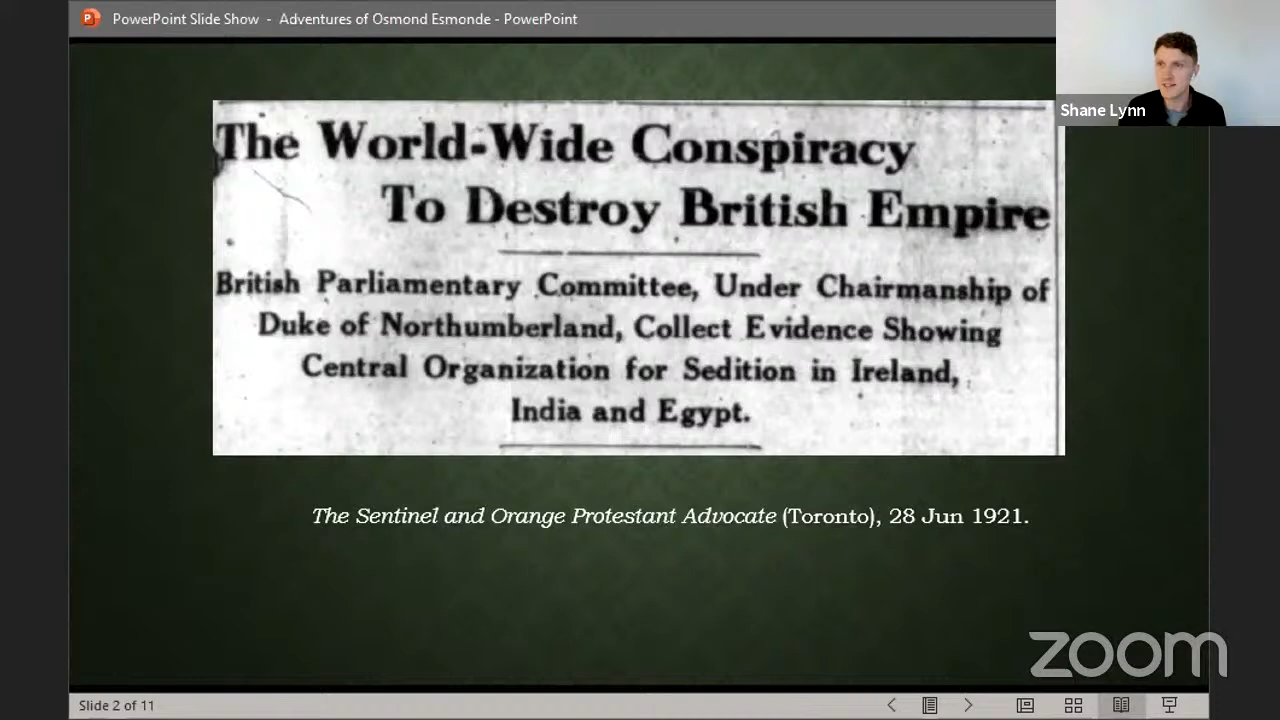 PowerPoint Slide Show - Adventures of Osmond Esmonde - PowerPoint
Shane Lynn
The World-Wide Conspiracy
To Destroy British Empire
British Parliamentary Committee, Under Chairmanship of
Duke of Northumberland, Collect Evidence Showing
Central Organization for Sedition in Ireland,
India and Egypt.
The Sentinel and Orange Protestant Advocate (Toronto), 28 Jun 1921.
zoom
Slide 2 of 11